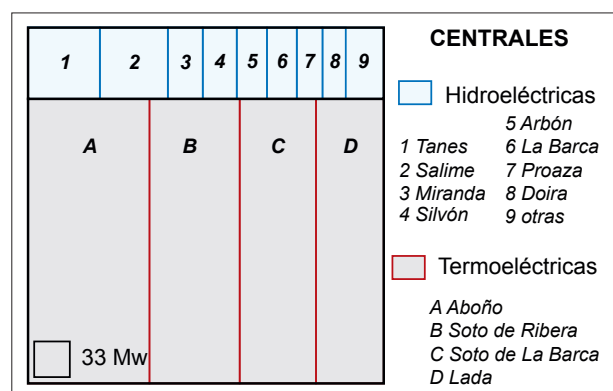 1 2 3 4 5 6 7 8 9
A B C D
33 Mw
CENTRALES
Hidroeléctricas
1 Tanes
2 Salime
3 Miranda
4 Silvón
5 Arbón
6 La Barca
7 Proaza
8 Doira
9 otras
Termoeléctricas
A Aboño
B Soto de Ribera
C Soto de La Barca
D Lada